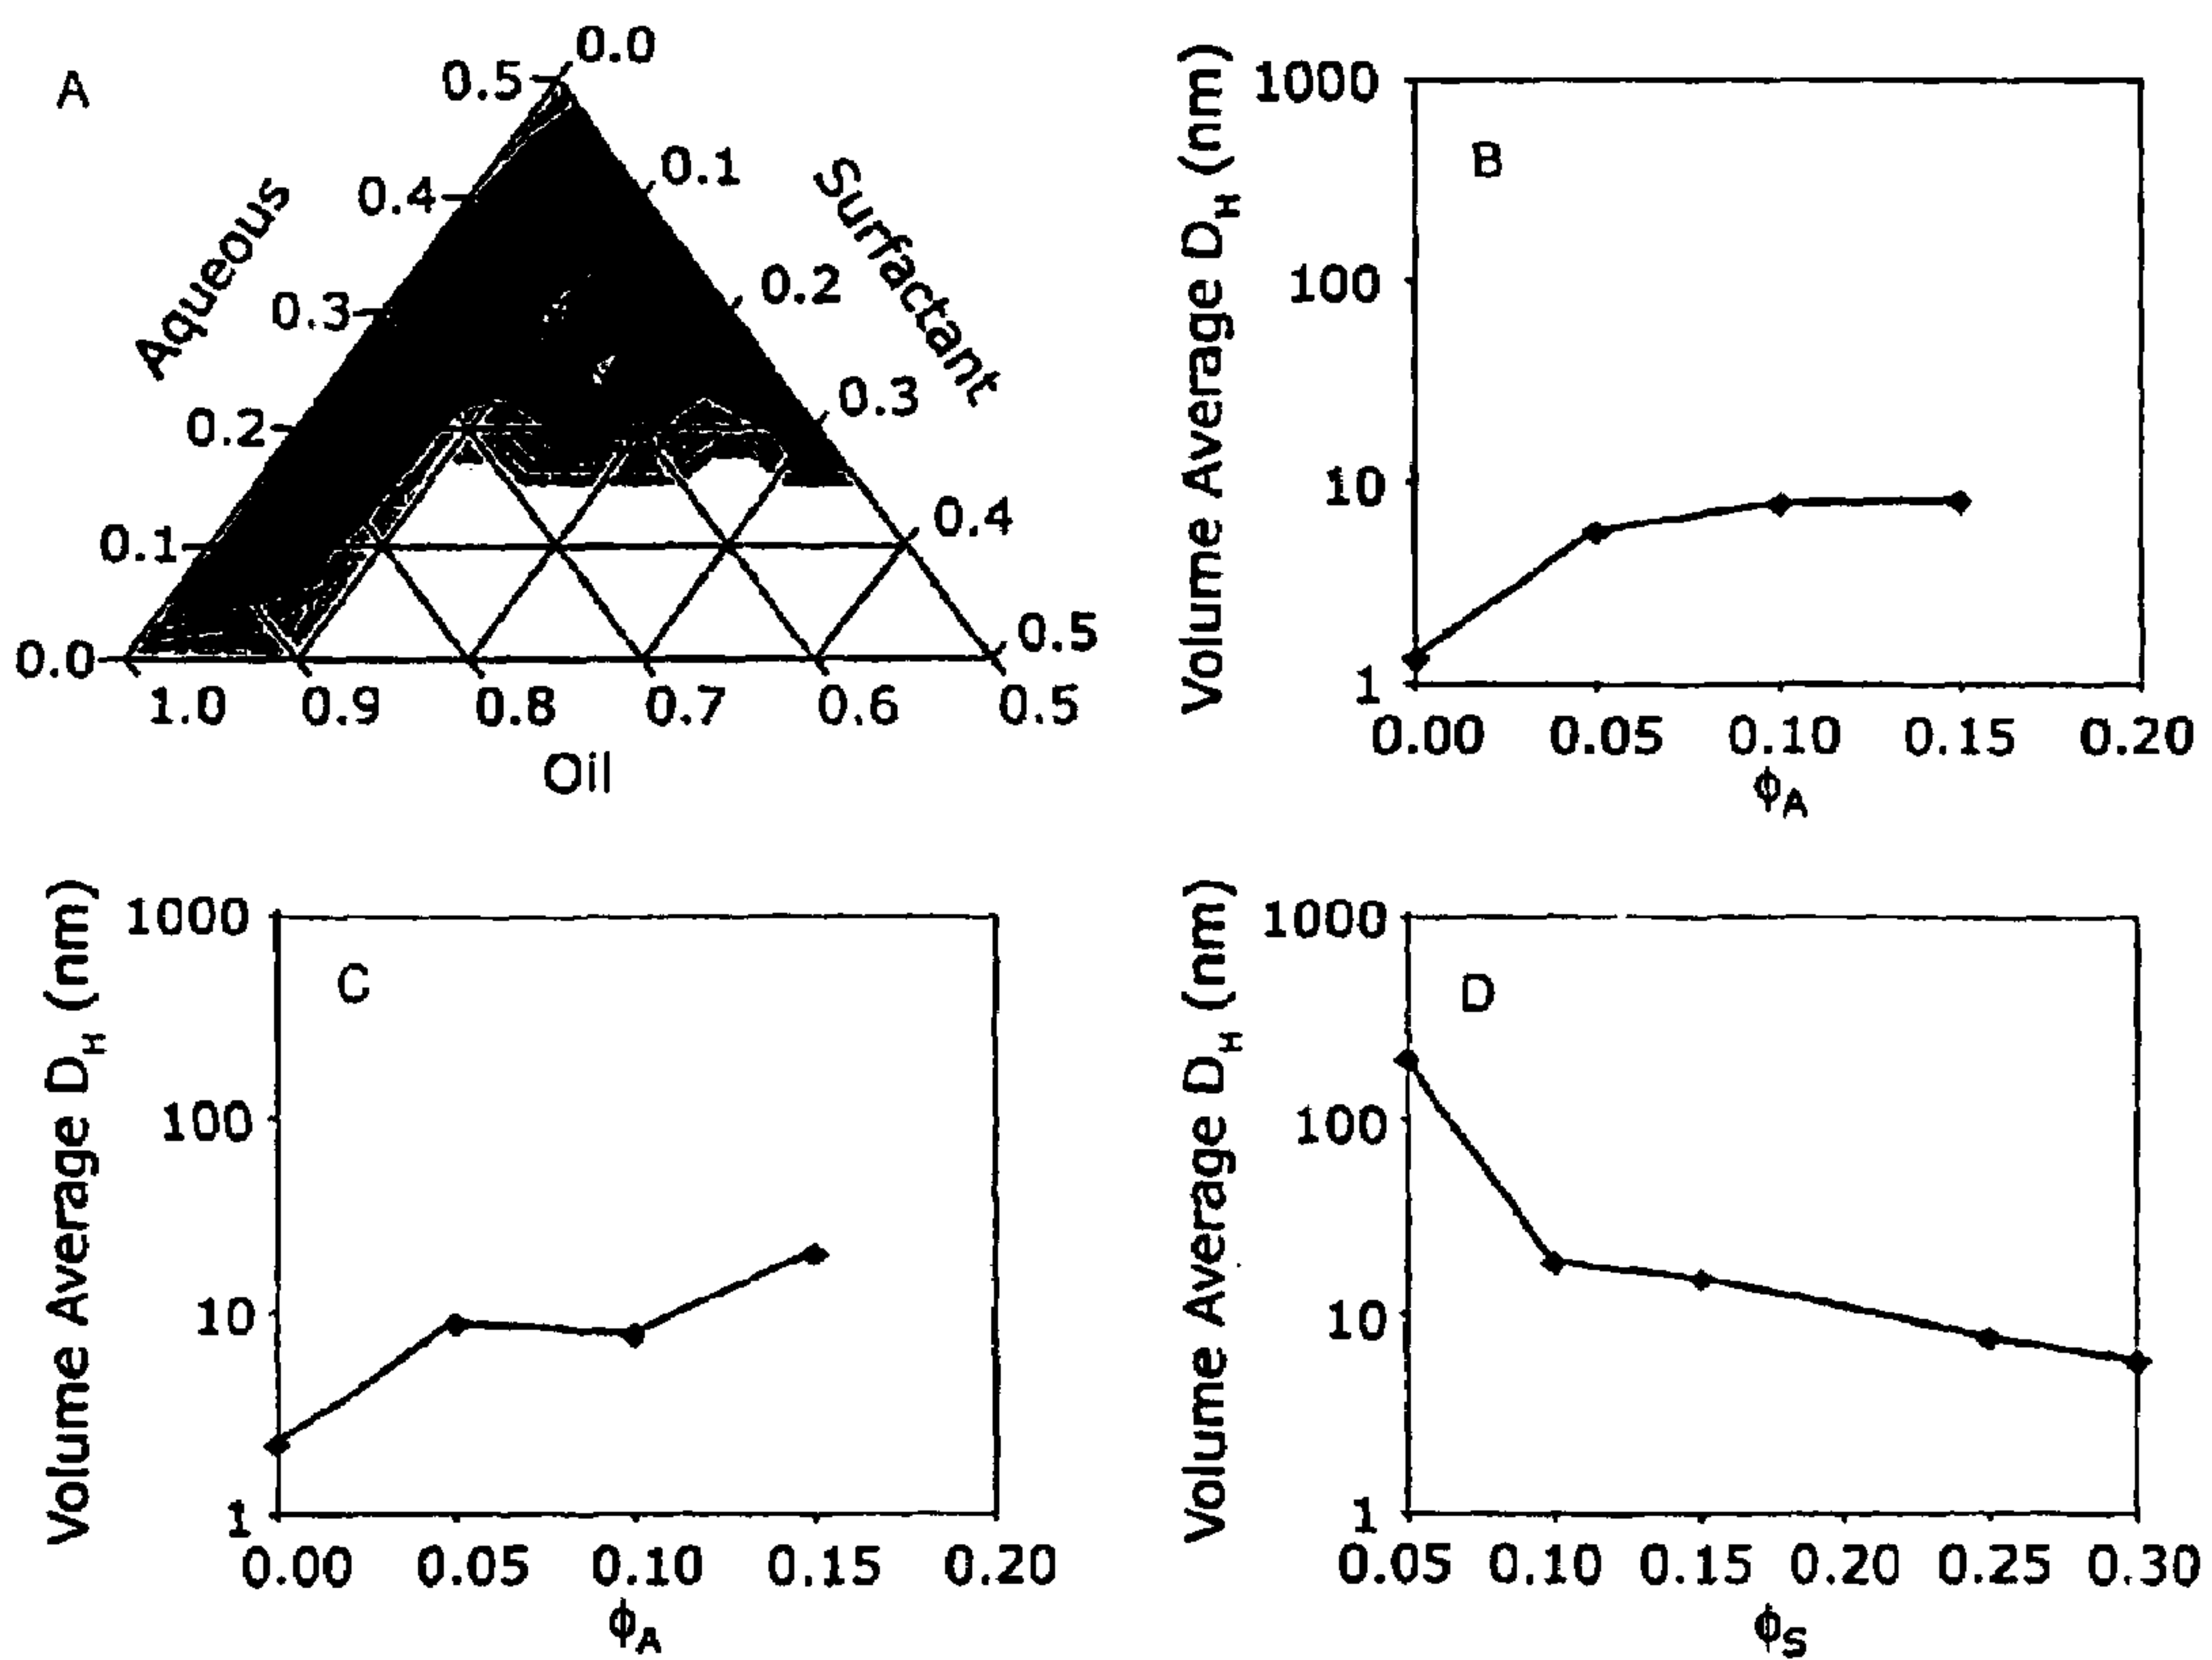 A
0.5
0.0
0.4
0.1
Aqueous
Surfactant
0.3
0.2
0.2
0.3
0.1
0.4
0.0
0.5
1.0 0.9 0.8 0.7 0.6 0.5
Oil
B
Volume Average D_H (nm)
1000
100
10
1
0.00 0.05 0.10 0.15 0.20
ϕ_A
C
Volume Average D_H (nm)
1000
100
10
1
0.00 0.05 0.10 0.15 0.20
ϕ_A
D
Volume Average D_H (nm)
1000
100
10
1
0.05 0.10 0.15 0.20 0.25 0.30
ϕ_S